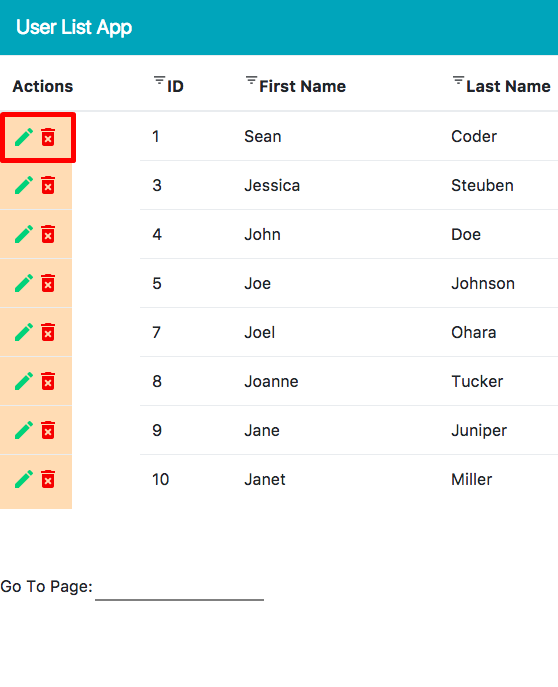 User List App
Actions ID First Name Last Name
1 Sean Coder
3 Jessica Steuben
4 John Doe
5 Joe Johnson
7 Joel Ohara
8 Joanne Tucker
9 Jane Juniper
10 Janet Miller
Go To Page: